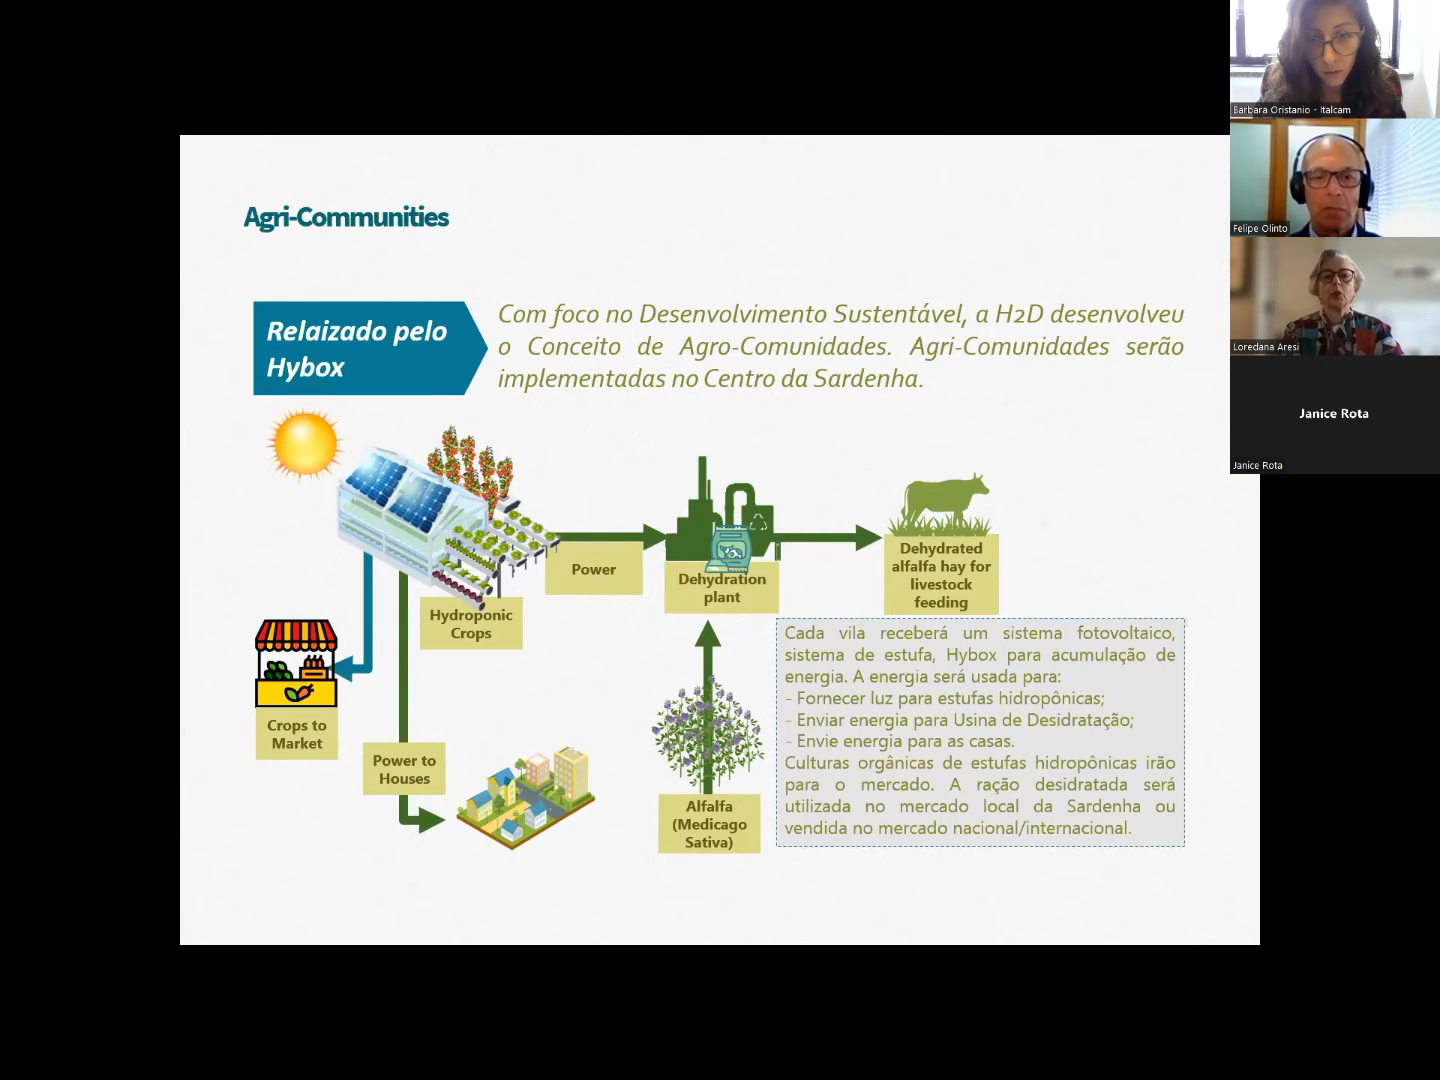 Agri-Communities
Relaizado pelo
Hybox
Com foco no Desenvolvimento Sustentável, a H2D desenvolveu
o Conceito de Agro-Comunidades. Agri-Comunidades serão
implementadas no Centro da Sardenha.
Power
Dehydration
plant
Dehydrated
alfalfa hay for
livestock
feeding
Hydroponic
Crops
Crops to
Market
Power to
Houses
Alfalfa
(Medicago
Sativa)
Cada vila receberá um sistema fotovoltaico,
sistema de estufa, Hybox para acumulação de
energia. A energia será usada para:
- Fornecer luz para estufas hidropônicas;
- Enviar energia para Usina de Desidratação;
- Envie energia para as casas.
Culturas orgânicas de estufas hidropônicas irão
para o mercado. A ração desidratada será
utilizada no mercado local da Sardenha ou
vendida no mercado nacional/internacional.
Barbara Oristanio - Italcam
Felipe Olinto
Loredana Aresi
Janice Rota
Janice Rota